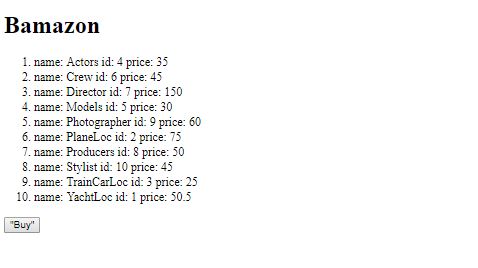 Bamazon
1. name: Actors id: 4 price: 35
2. name: Crew id: 6 price: 45
3. name: Director id: 7 price: 150
4. name: Models id: 5 price: 30
5. name: Photographer id: 9 price: 60
6. name: PlaneLoc id: 2 price: 75
7. name: Producers id: 8 price: 50
8. name: Stylist id: 10 price: 45
9. name: TrainCarLoc id: 3 price: 25
10. name: YachtLoc id: 1 price: 50.5
"Buy"